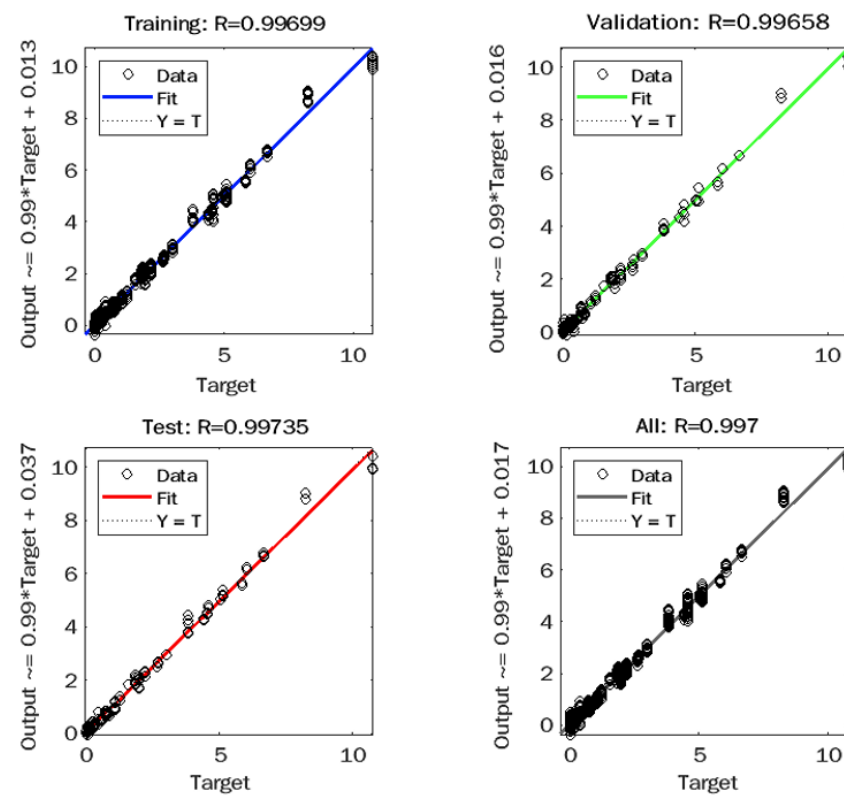 Training: R=0.99699
Output ~= 0.99*Target + 0.013
10
8
6
4
2
0
Data
Fit
Y = T
0 5 10
Target
Validation: R=0.99658
Output ~= 0.99*Target + 0.016
10
8
6
4
2
0
Data
Fit
Y = T
0 5 10
Target
Test: R=0.99735
Output ~= 0.99*Target + 0.037
10
8
6
4
2
0
Data
Fit
Y = T
0 5 10
Target
All: R=0.997
Output ~= 0.99*Target + 0.017
10
8
6
4
2
0
Data
Fit
Y = T
0 5 10
Target